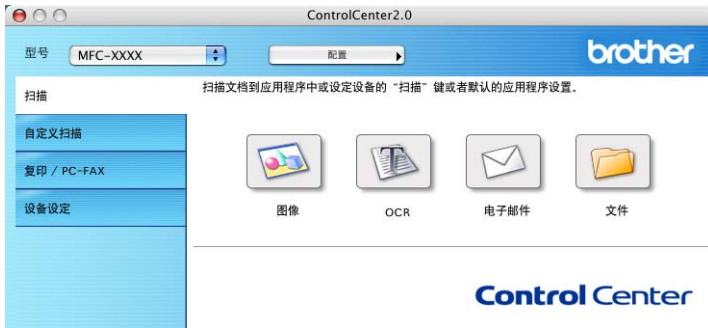 ControlCenter2.0
型号 MFC-XXXX 配置 brother
扫描
扫描文档到应用程序中或设定设备的“扫描”键或者默认的应用程序设置。
自定义扫描
复印 / PC-FAX
设备设定
图像 OCR 电子邮件 文件
Control Center